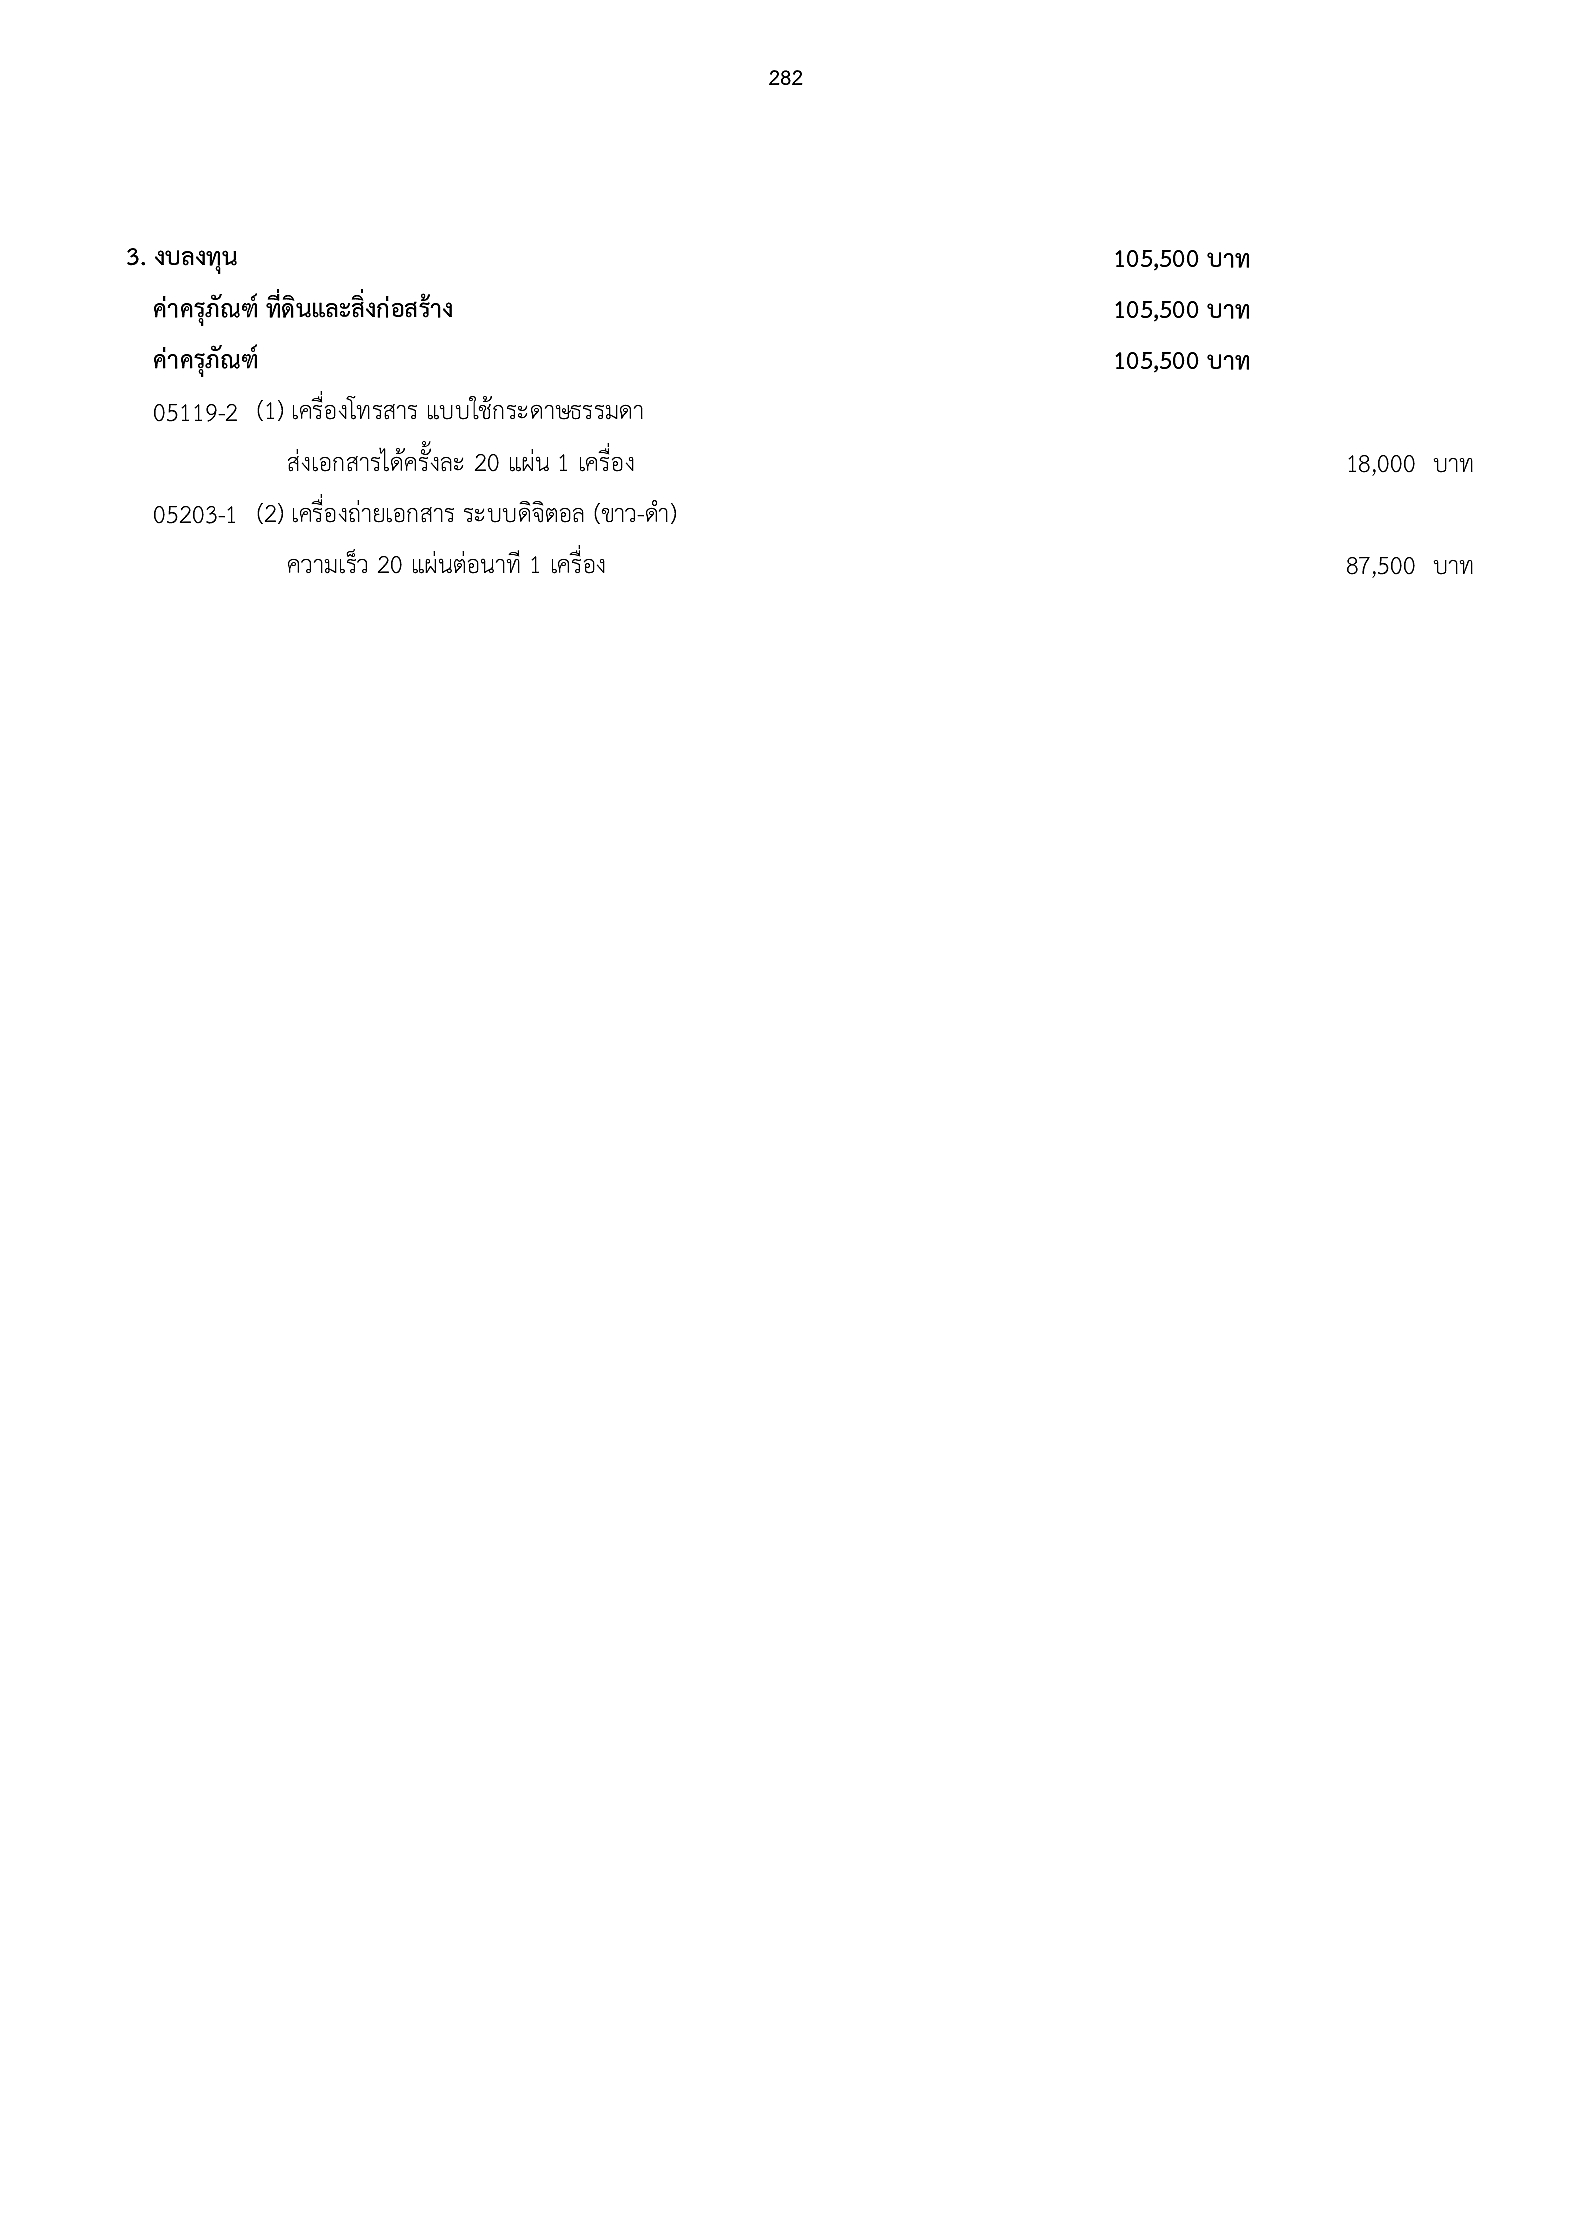 282
3. งบลงทุน 105,500 บาท
ค่าครุภัณฑ์ ที่ดินและสิ่งก่อสร้าง 105,500 บาท
ค่าครุภัณฑ์ 105,500 บาท
05119-2 (1) เครื่องโทรสาร แบบใช้กระดาษธรรมดา
ส่งเอกสารได้ครั้งละ 20 แผ่น 1 เครื่อง 18,000 บาท
05203-1 (2) เครื่องถ่ายเอกสาร ระบบดิจิตอล (ขาว-ดำ)
ความเร็ว 20 แผ่นต่อนาที 1 เครื่อง 87,500 บาท